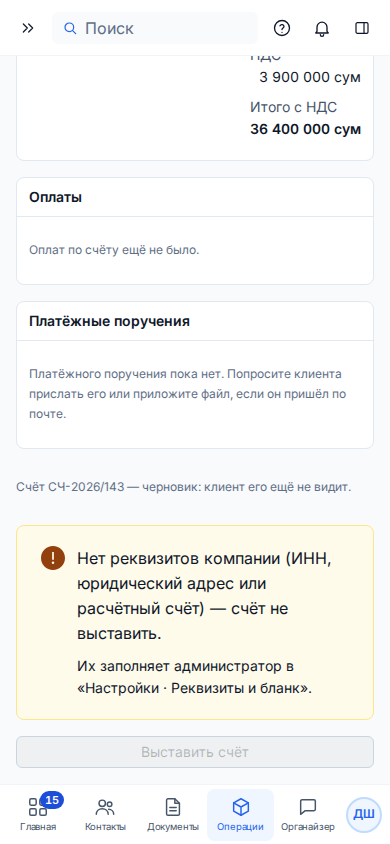 Поиск
НДС
3 900 000 сум
Итого с НДС
36 400 000 сум
Оплаты
Оплат по счёту ещё не было.
Платёжные поручения
Платёжного поручения пока нет. Попросите клиента
прислать его или приложите файл, если он пришёл по
почте.
Счёт СЧ-2026/143 — черновик: клиент его ещё не видит.
Нет реквизитов компании (ИНН,
юридический адрес или
расчётный счёт) — счёт не
выставить.
Их заполняет администратор в
«Настройки · Реквизиты и бланк».
Выставить счёт
15
Главная
Контакты
Документы
Операции
Органайзер
ДШ